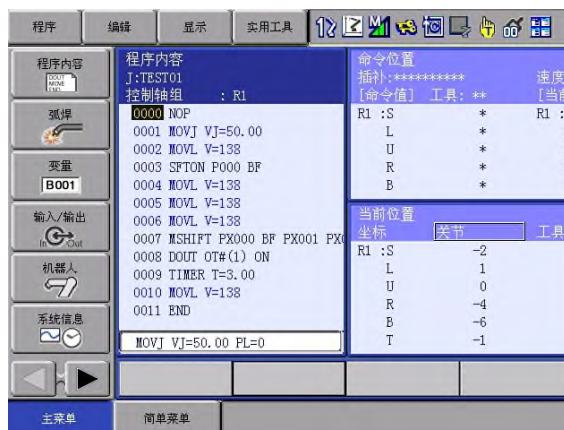 程序 编辑 显示 实用工具
程序内容
DOUT
MOVE
END
弧焊
变量
B001
输入/输出
In Out
机器人
系统信息
主菜单 简单菜单
程序内容
J:TEST01
控制轴组 : R1
0000 NOP
0001 MOVJ VJ=50.00
0002 MOVL V=138
0003 SFTON P000 BF
0004 MOVL V=138
0005 MOVL V=138
0006 MOVL V=138
0007 MSHIFT PX000 BF PX001 PX0
0008 DOUT OT#(1) ON
0009 TIMER T=3.00
0010 MOVL V=138
0011 END
MOVJ VJ=50.00 PL=0
命令位置
插补:********** 速度
[命令值] 工具: ** [当前
R1 :S * R1 :
L *
U *
R *
B *
当前位置
坐标 关节 工具
R1 :S -2
L 1
U 0
R -4
B -6
T -1